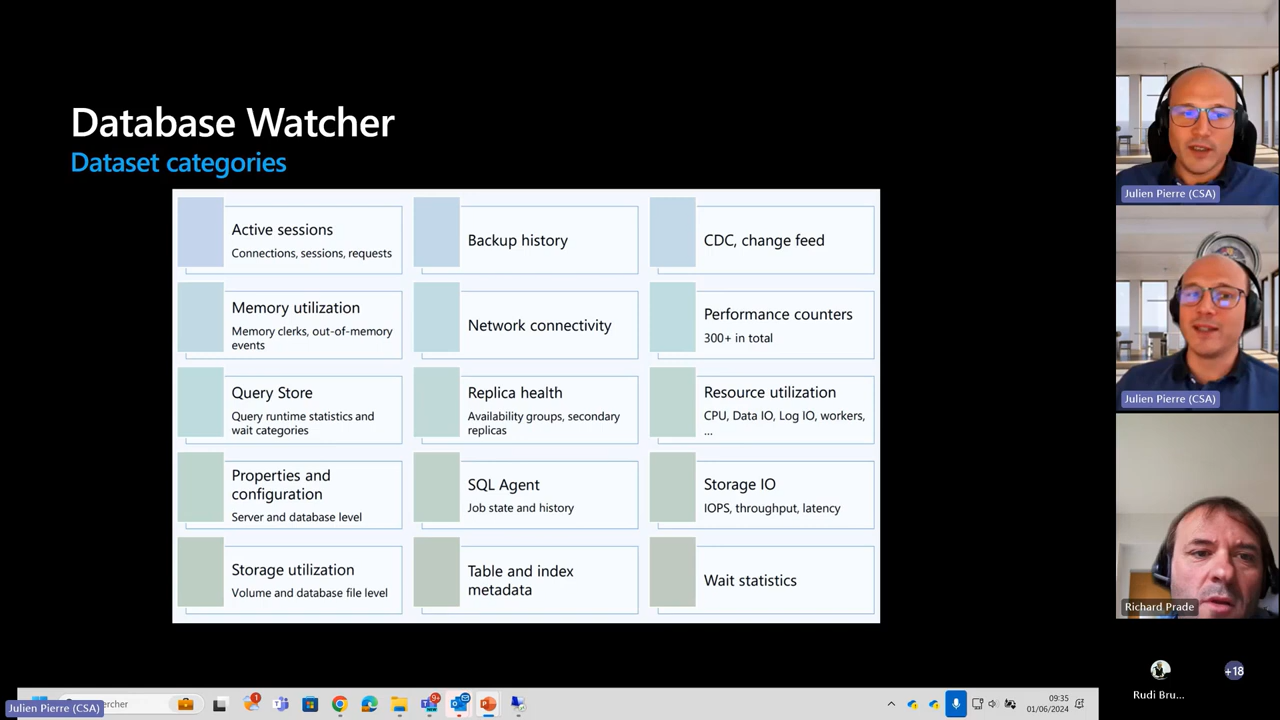 Database Watcher
Dataset categories
Active sessions
Connections, sessions, requests
Backup history
CDC, change feed
Memory utilization
Memory clerks, out-of-memory
events
Network connectivity
Performance counters
300+ in total
Query Store
Query runtime statistics and
wait categories
Replica health
Availability groups, secondary
replicas
Resource utilization
CPU, Data IO, Log IO, workers,
...
Properties and
configuration
Server and database level
SQL Agent
Job state and history
Storage IO
IOPS, throughput, latency
Storage utilization
Volume and database file level
Table and index
metadata
Wait statistics
Julien Pierre (CSA)
Julien Pierre (CSA)
Richard Prade
Rudi Bru...
+18
Julien Pierre (CSA)
ercher
1
9+
09:35
01/06/2024